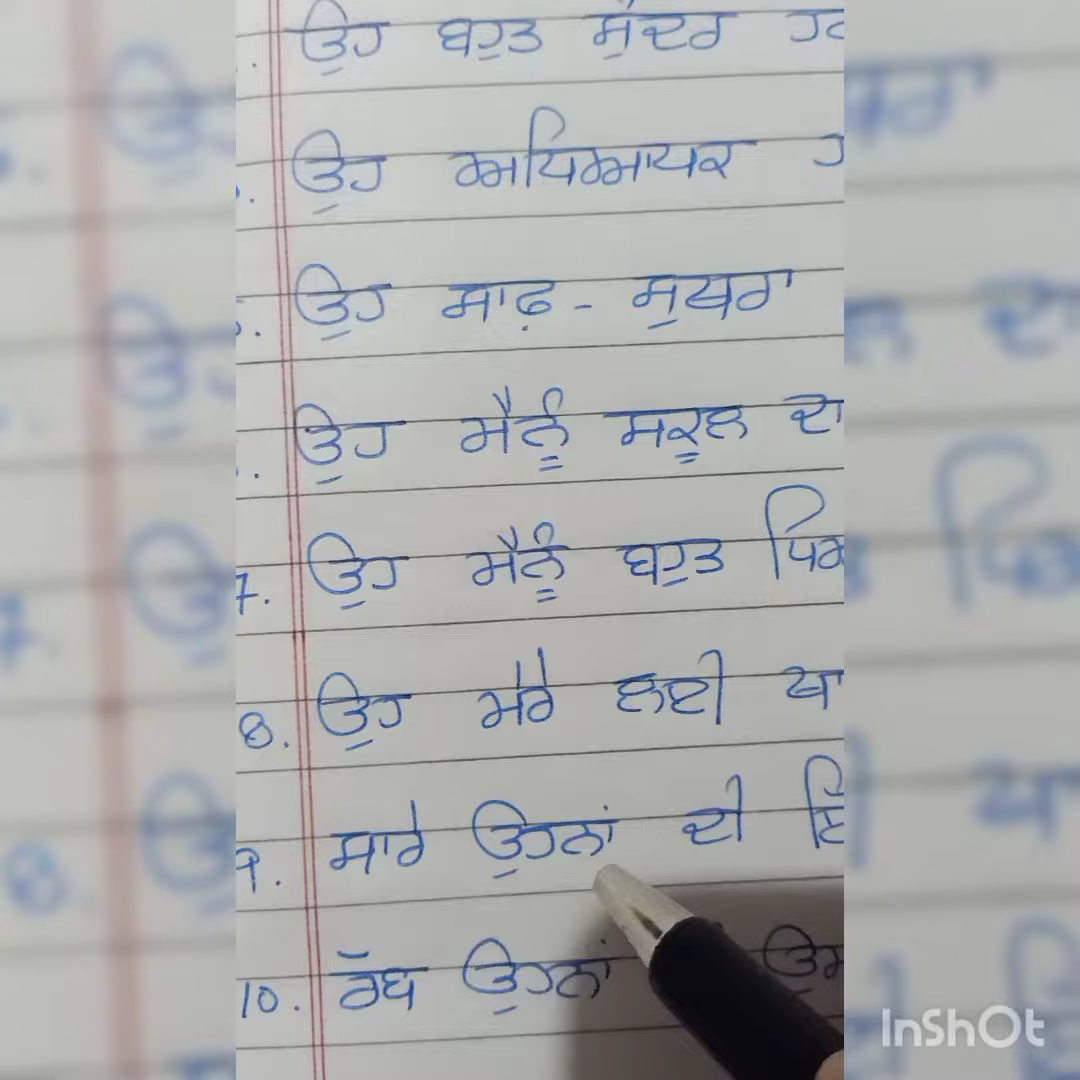 ਉਹ ਬਹੁਤ ਸੁੰਦਰ
ਉਹ ਅਧਿਆਪਕ
ਉਹ ਸਾਫ਼ - ਸੁਥਰਾ
ਉਹ ਮੈਨੂੰ ਸਕੂਲ
7. ਉਹ ਮੈਨੂੰ ਬਹੁਤ
8. ਉਹ ਮੇਰੇ ਲਈ
9. ਸਾਰੇ ਉਹਨਾਂ ਦੀ
10. ਰੱਬ ਉਹਨਾਂ
InShOt